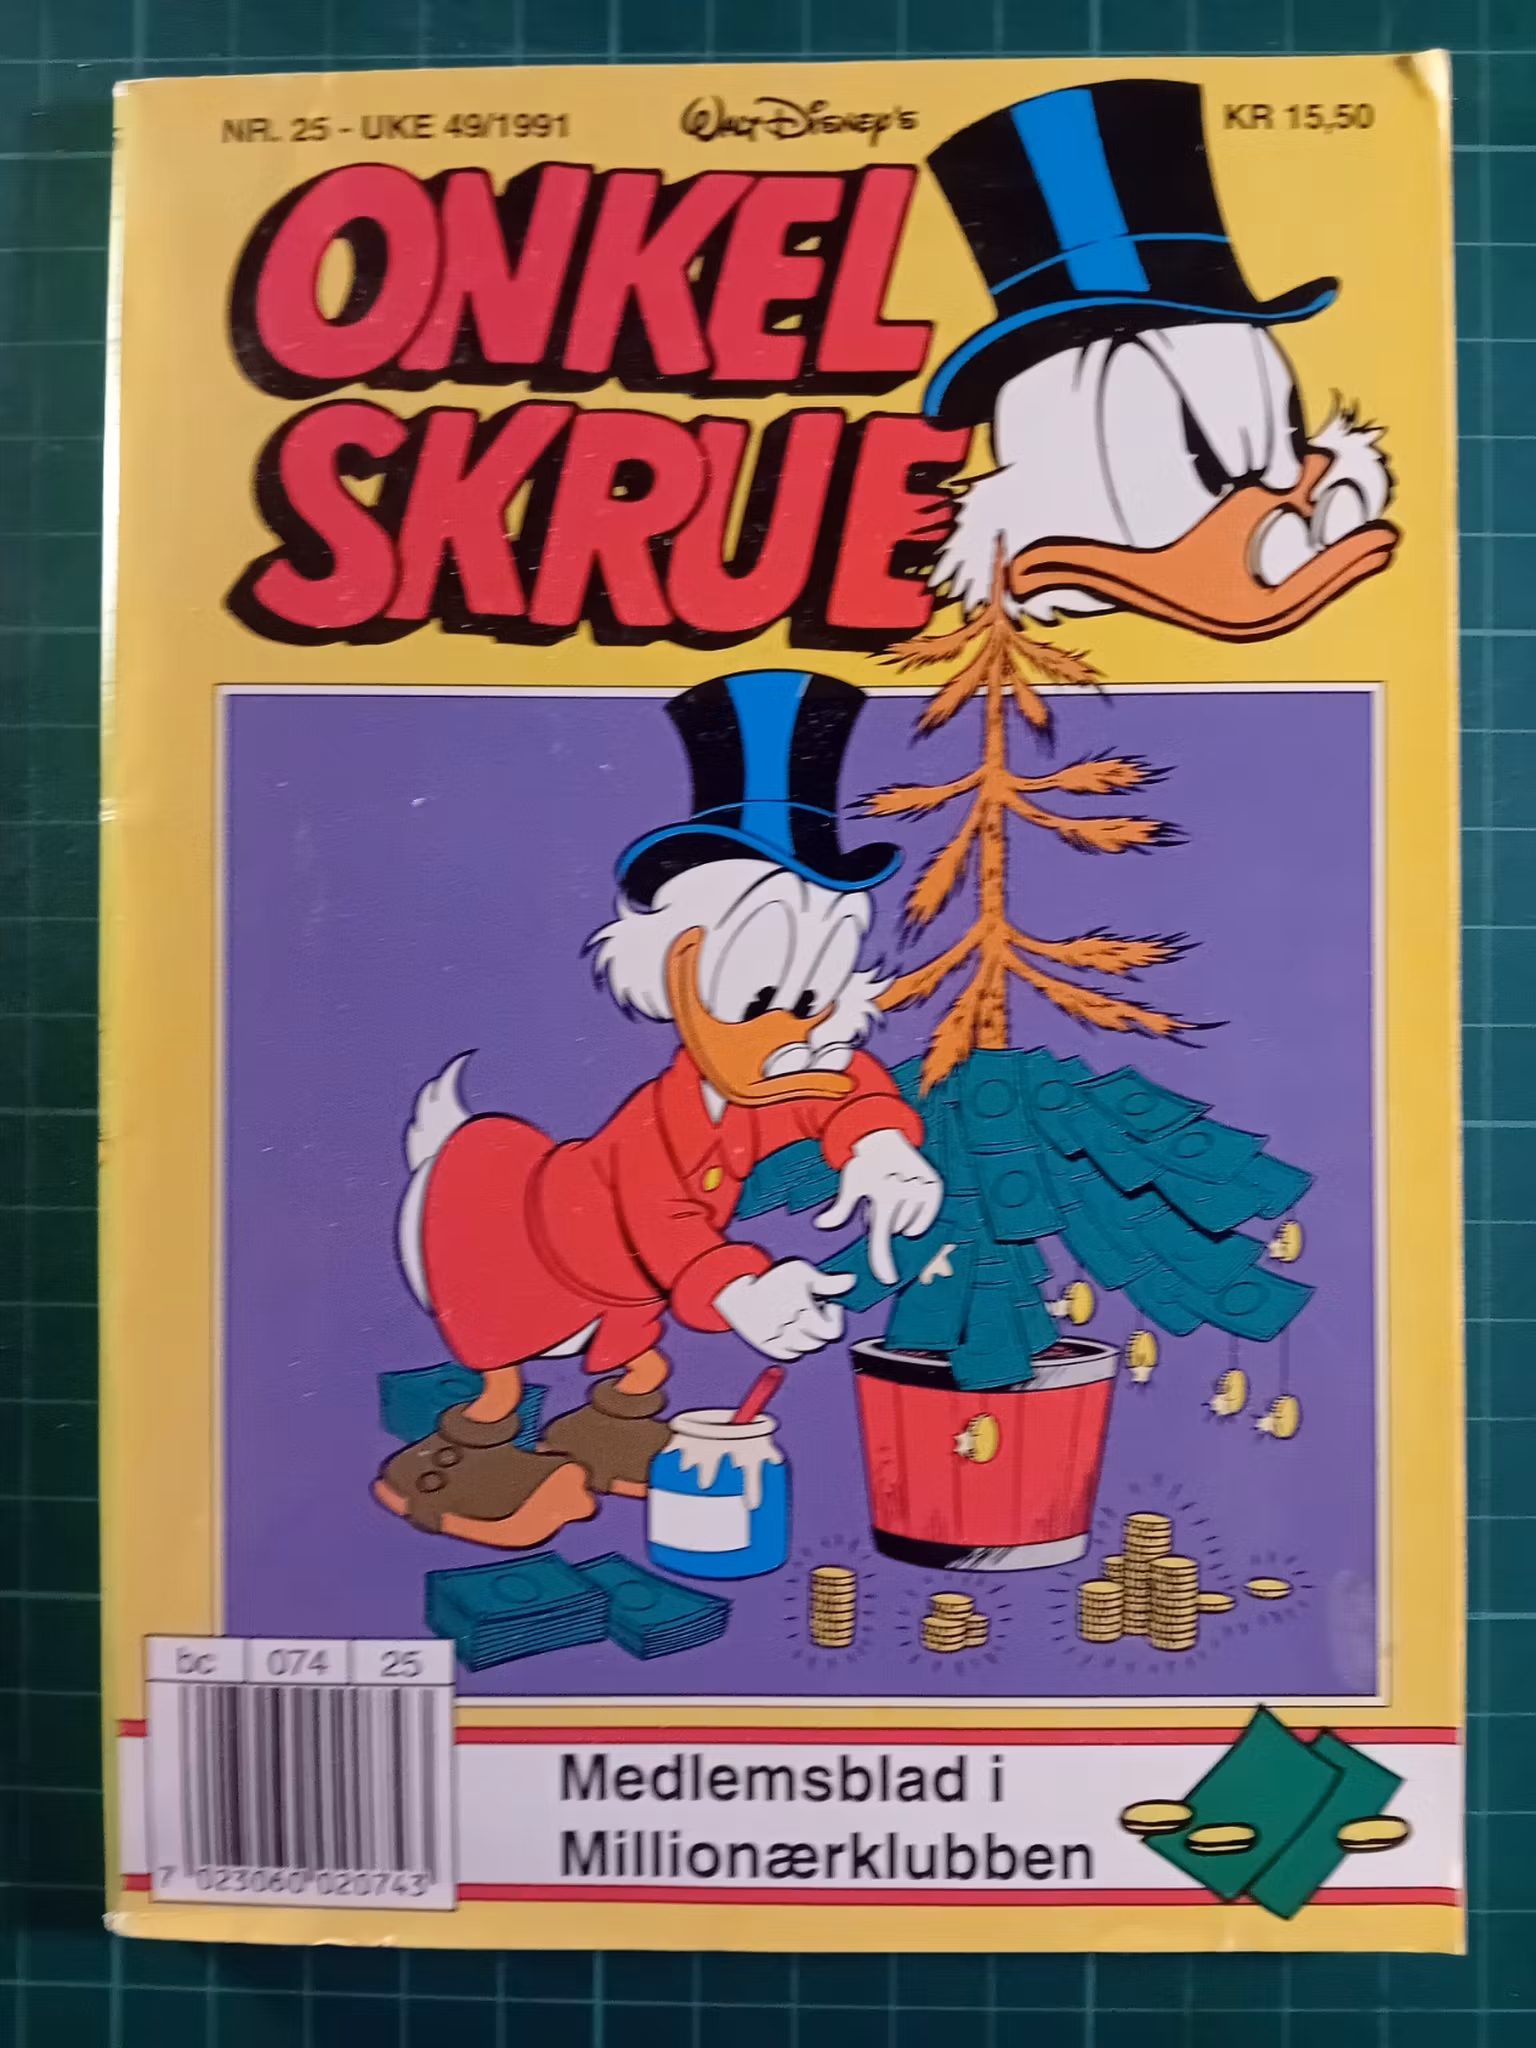 NR. 25 - UKE 49/1991
WALT DISNEY'S
KR 15,50
ONKEL
SKRUE
bc 074 25
7 023060 020743
Medlemsblad i
Millionærklubben